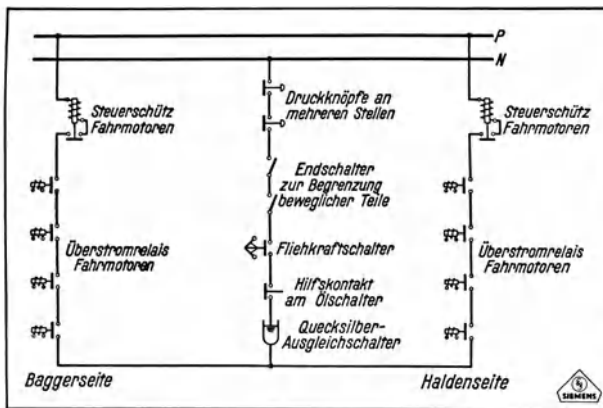 P
N
Steuerschütz
Fahrmotoren
Druckknöpfe an
mehreren Stellen
Steuerschütz
Fahrmotoren
Endschalter
zur Begrenzung
beweglicher Teile
Überstromrelais
Fahrmotoren
Fliehkraftschalter
Überstromrelais
Fahrmotoren
Hilfskontakt
am Ölschalter
Quecksilber-
Ausgleichschalter
Baggerseite
Haldenseite
SIEMENS